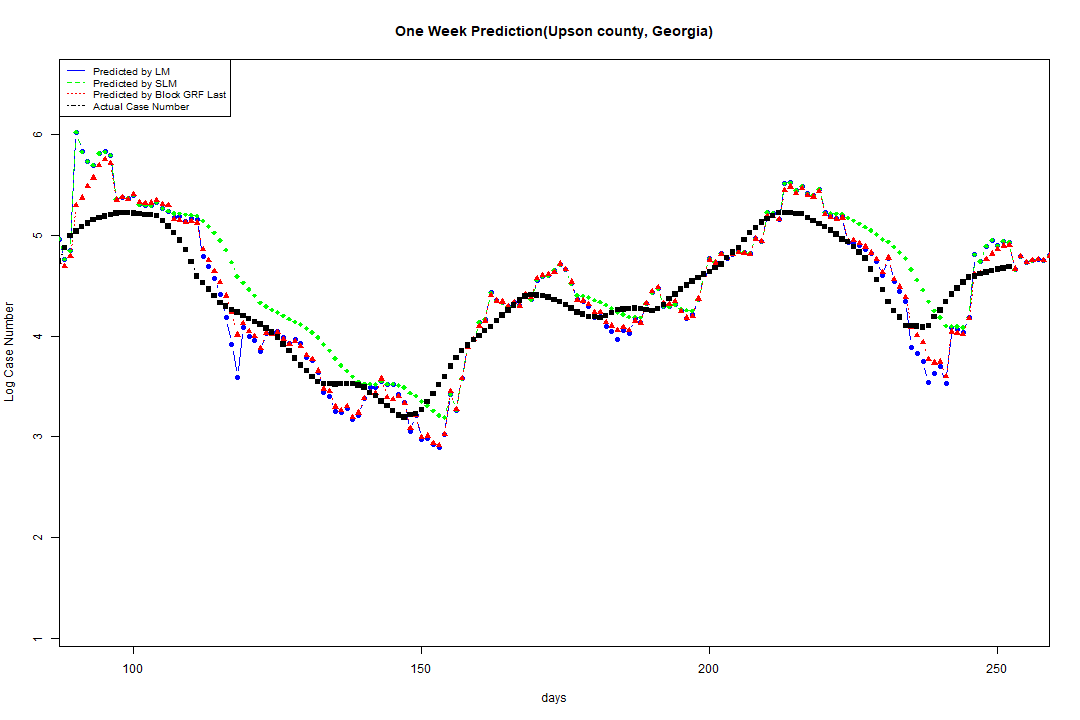 One Week Prediction(Upson county, Georgia)
Predicted by LM
Predicted by SLM
Predicted by Block GRF Last
Actual Case Number
Log Case Number
6
5
4
3
2
1
100 150 200 250
days